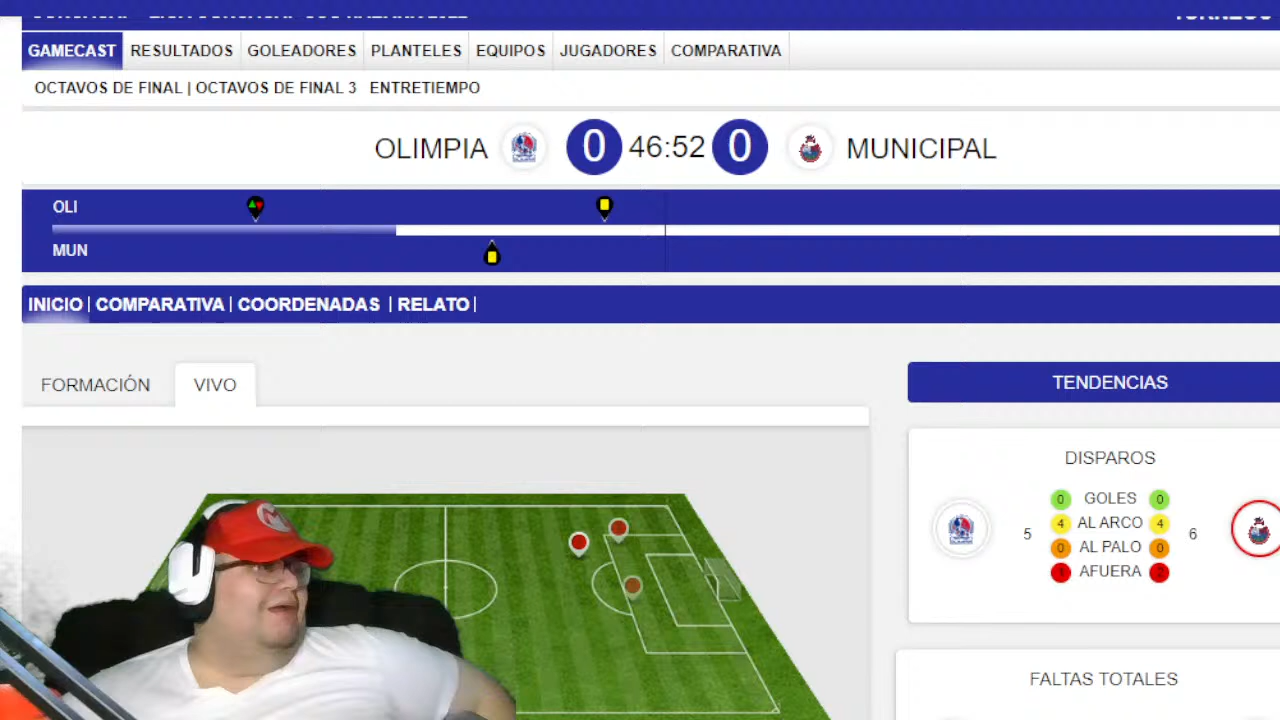 GAMECAST RESULTADOS GOLEADORES PLANTELES EQUIPOS JUGADORES COMPARATIVA
OCTAVOS DE FINAL | OCTAVOS DE FINAL 3 ENTRETIEMPO
OLIMPIA 0 46:52 0 MUNICIPAL
OLI
MUN
INICIO | COMPARATIVA | COORDENADAS | RELATO |
FORMACIÓN VIVO
TENDENCIAS
DISPAROS
0 GOLES 0
4 AL ARCO 4
5 6
0 AL PALO 0
AFUERA
M
FALTAS TOTALES